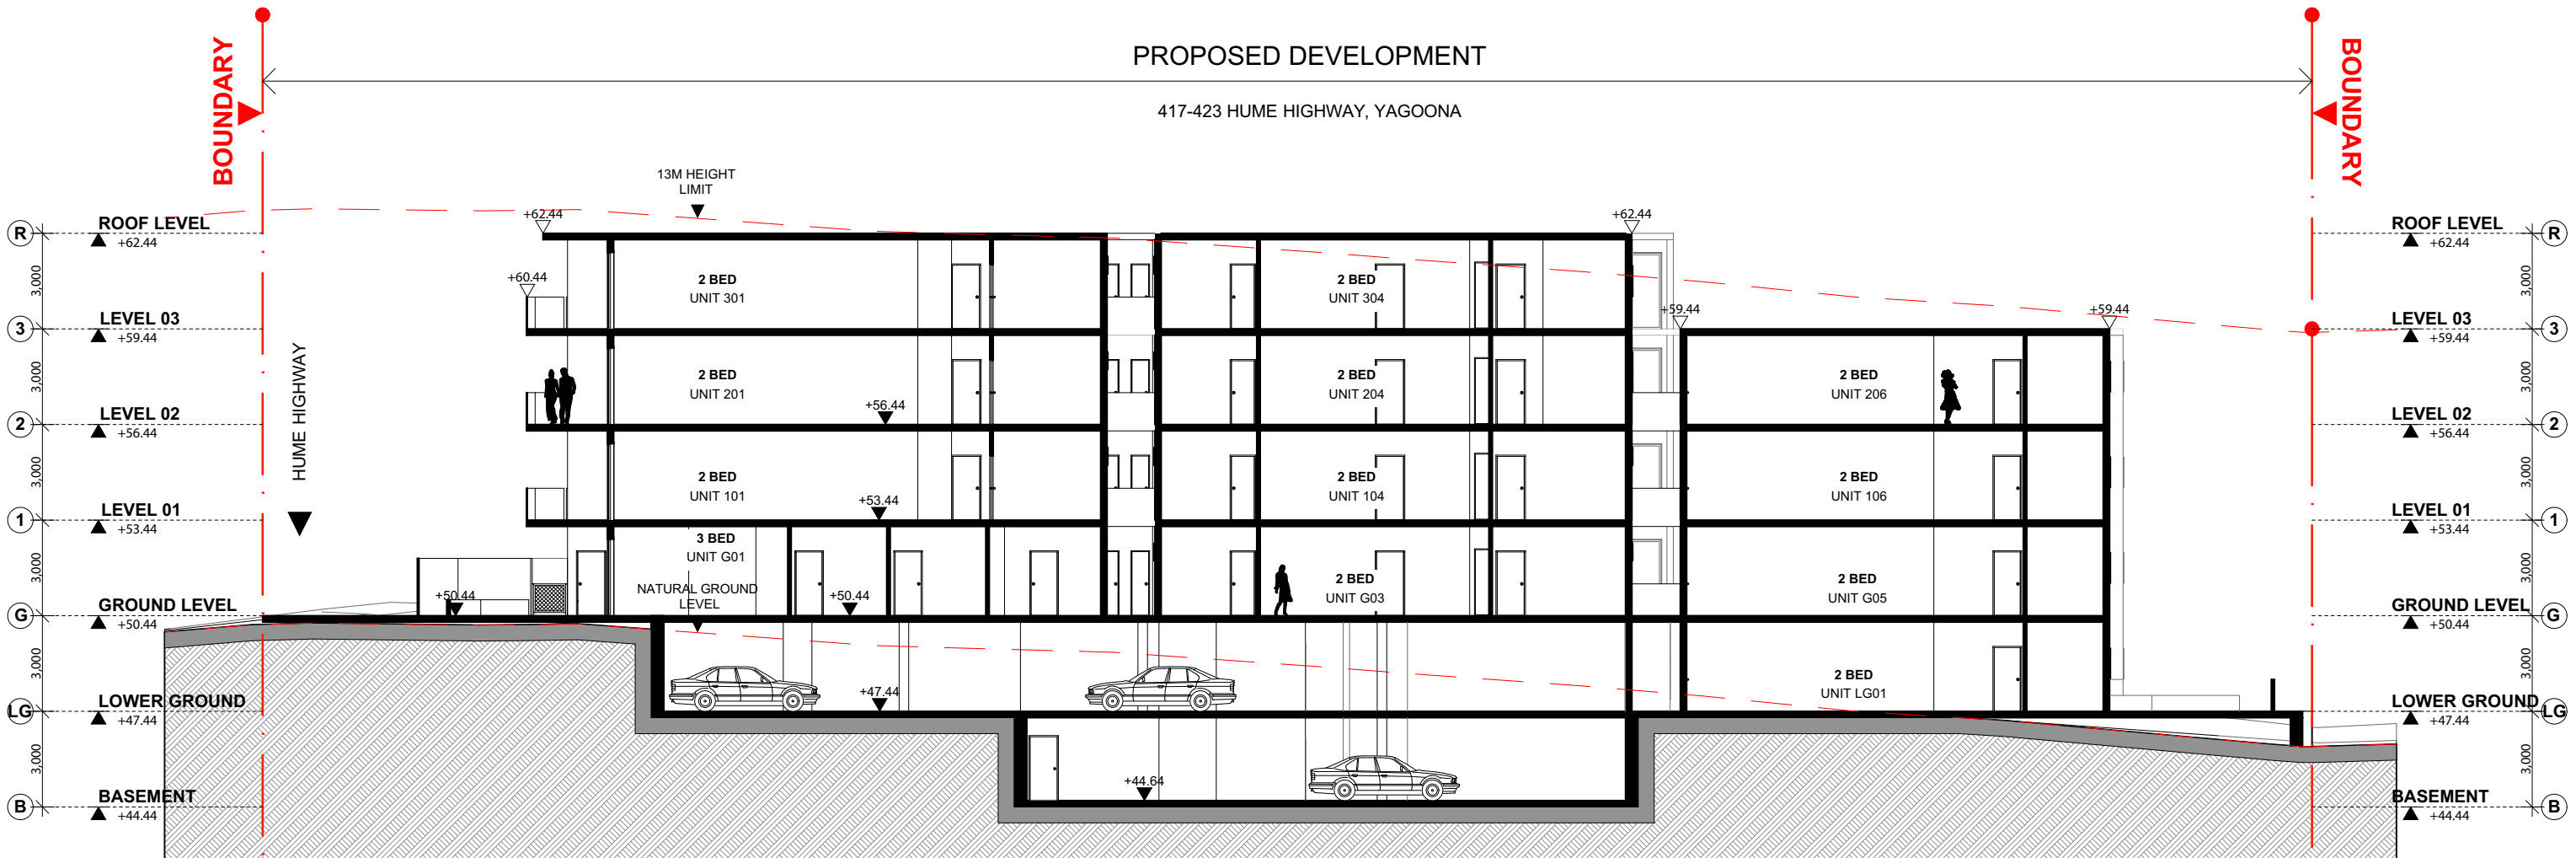 PROPOSED DEVELOPMENT
417-423 HUME HIGHWAY, YAGOONA
BOUNDARY
BOUNDARY
13M HEIGHT
LIMIT
R
ROOF LEVEL
+62.44
3,000
3
LEVEL 03
+59.44
3,000
2
LEVEL 02
+56.44
3,000
1
LEVEL 01
+53.44
3,000
G
GROUND LEVEL
+50.44
3,000
LG
LOWER GROUND
+47.44
3,000
B
BASEMENT
+44.44
HUME HIGHWAY
+62.44
+62.44
+60.44
+59.44
+59.44
2 BED
UNIT 301
2 BED
UNIT 304
2 BED
UNIT 201
+56.44
2 BED
UNIT 204
2 BED
UNIT 206
2 BED
UNIT 101
+53.44
2 BED
UNIT 104
2 BED
UNIT 106
3 BED
UNIT G01
NATURAL GROUND
LEVEL
+50.44
+50.44
2 BED
UNIT G03
2 BED
UNIT G05
+47.44
2 BED
UNIT LG01
+44.64
ROOF LEVEL
+62.44
R
3,000
LEVEL 03
+59.44
3
3,000
LEVEL 02
+56.44
2
3,000
LEVEL 01
+53.44
1
3,000
GROUND LEVEL
+50.44
G
3,000
LOWER GROUND
+47.44
LG
3,000
BASEMENT
+44.44
B